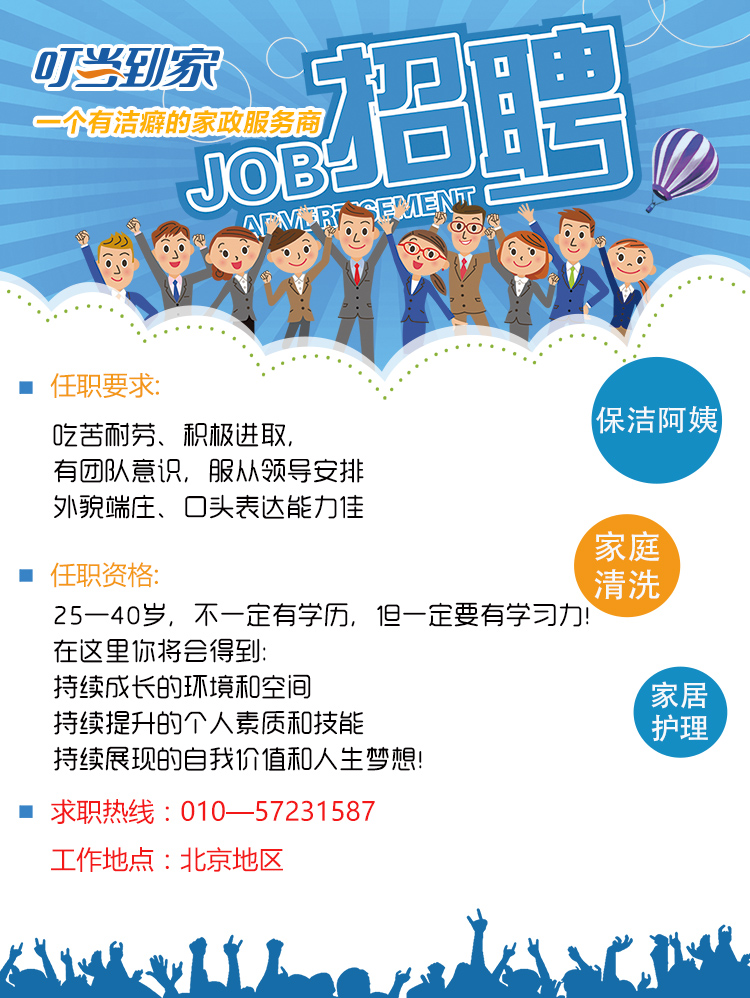 叮当到家
一个有洁癖的家政服务商
招聘
JOB
ADVERTISEMENT
任职要求:
吃苦耐劳、积极进取,
有团队意识, 服从领导安排
外貌端庄、口头表达能力佳
保洁阿姨
任职资格:
家庭
清洗
25—40岁, 不一定有学历, 但一定要有学习力!
在这里你将会得到:
持续成长的环境和空间
持续提升的个人素质和技能
持续展现的自我价值和人生梦想!
家居
护理
求职热线：010—57231587
工作地点：北京地区